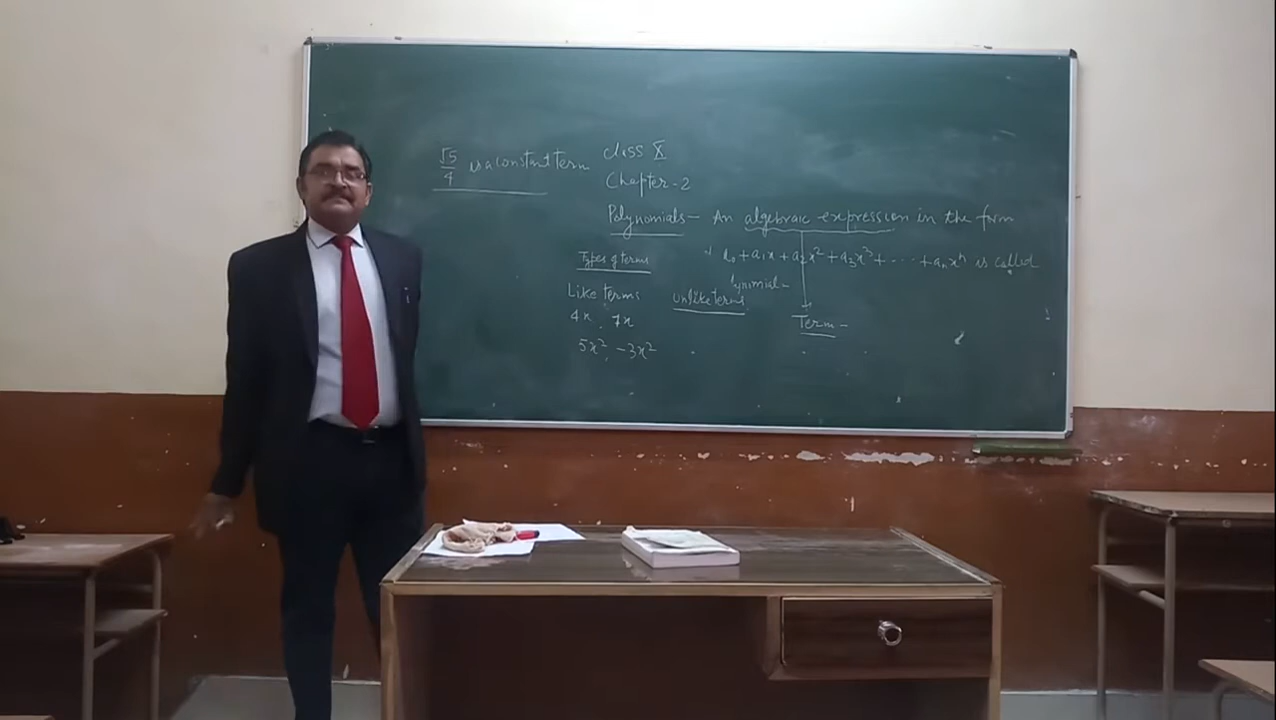 √5/4 is a constant term
Class X
Chapter-2
Polynomials- An algebraic expression in the form
a₀+a₁x+a₂x²+a₃x³+ ---- +aₙxⁿ is called
lynomial-
Term-
Types of terms
Like terms
unlike terms
4x, 7x
5x², -3x²